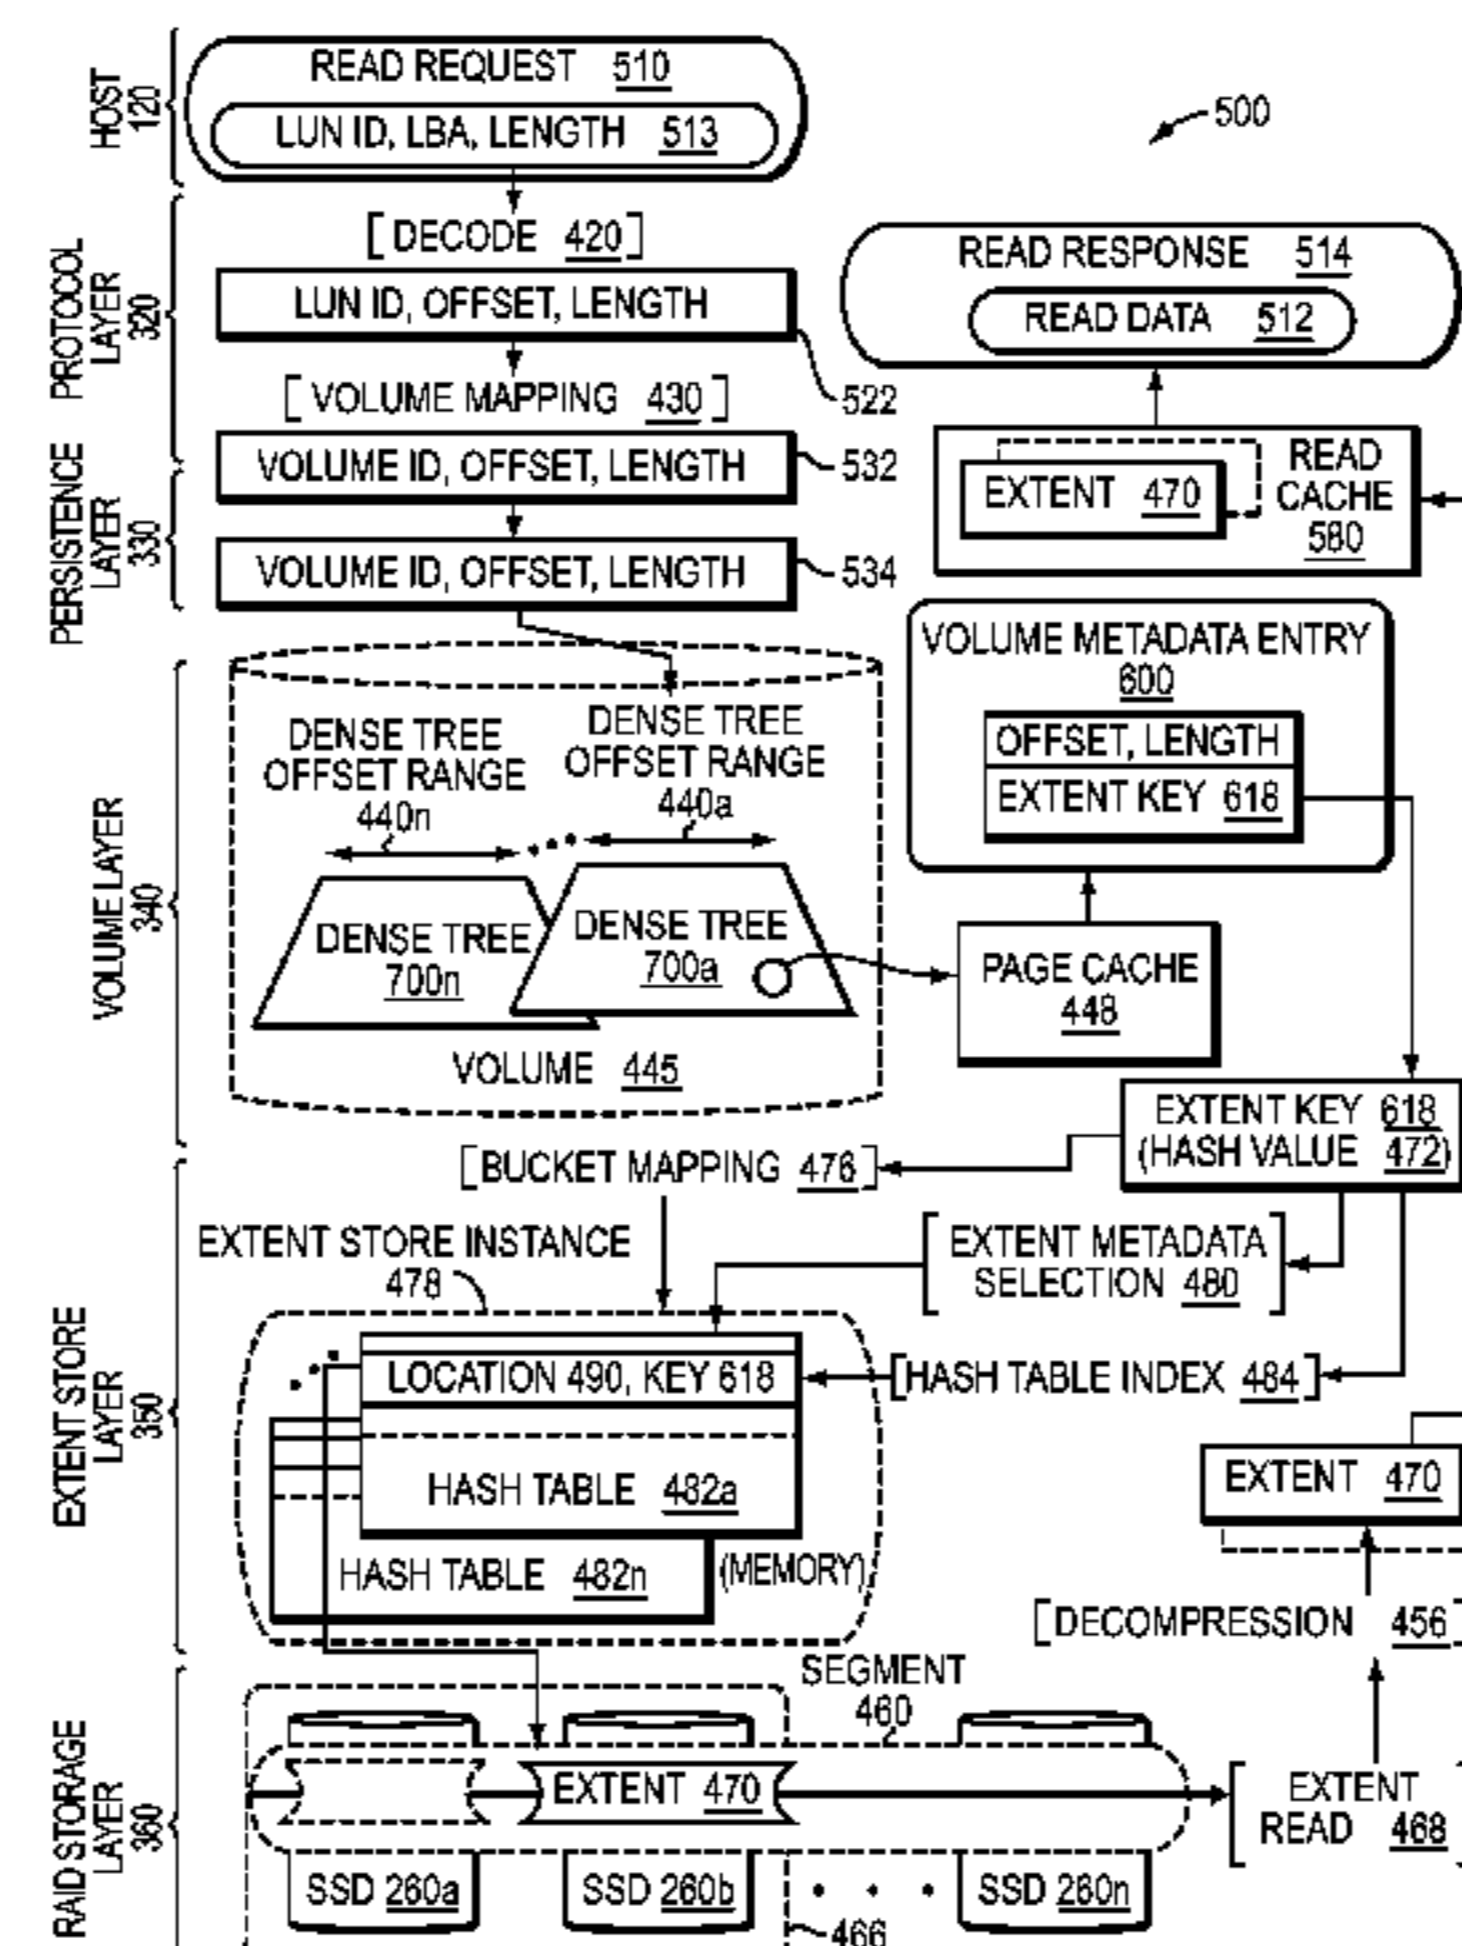 HOST
120
READ REQUEST 510
LUN ID, LBA, LENGTH 513
500
PROTOCOL
LAYER
320
[DECODE 420]
LUN ID, OFFSET, LENGTH
522
[VOLUME MAPPING 430]
VOLUME ID, OFFSET, LENGTH
532
READ RESPONSE 514
READ DATA 512
EXTENT 470
READ
CACHE
580
PERSISTENCE
LAYER
330
VOLUME ID, OFFSET, LENGTH
534
VOLUME LAYER
340
DENSE TREE
OFFSET RANGE
440n
DENSE TREE
OFFSET RANGE
440a
DENSE TREE
700n
DENSE TREE
700a
VOLUME 445
VOLUME METADATA ENTRY
600
OFFSET, LENGTH
EXTENT KEY 618
PAGE CACHE
448
EXTENT KEY 618
(HASH VALUE 472)
EXTENT STORE
LAYER
350
[BUCKET MAPPING 476]
EXTENT STORE INSTANCE
478
[EXTENT METADATA
SELECTION 480]
LOCATION 490, KEY 618
[HASH TABLE INDEX 484]
HASH TABLE 482a
HASH TABLE 482n
(MEMORY)
EXTENT 470
[DECOMPRESSION 456]
RAID STORAGE
LAYER
360
SEGMENT
460
EXTENT 470
[EXTENT
READ 468
SSD 260a
SSD 260b
. . .
SSD 260n
466